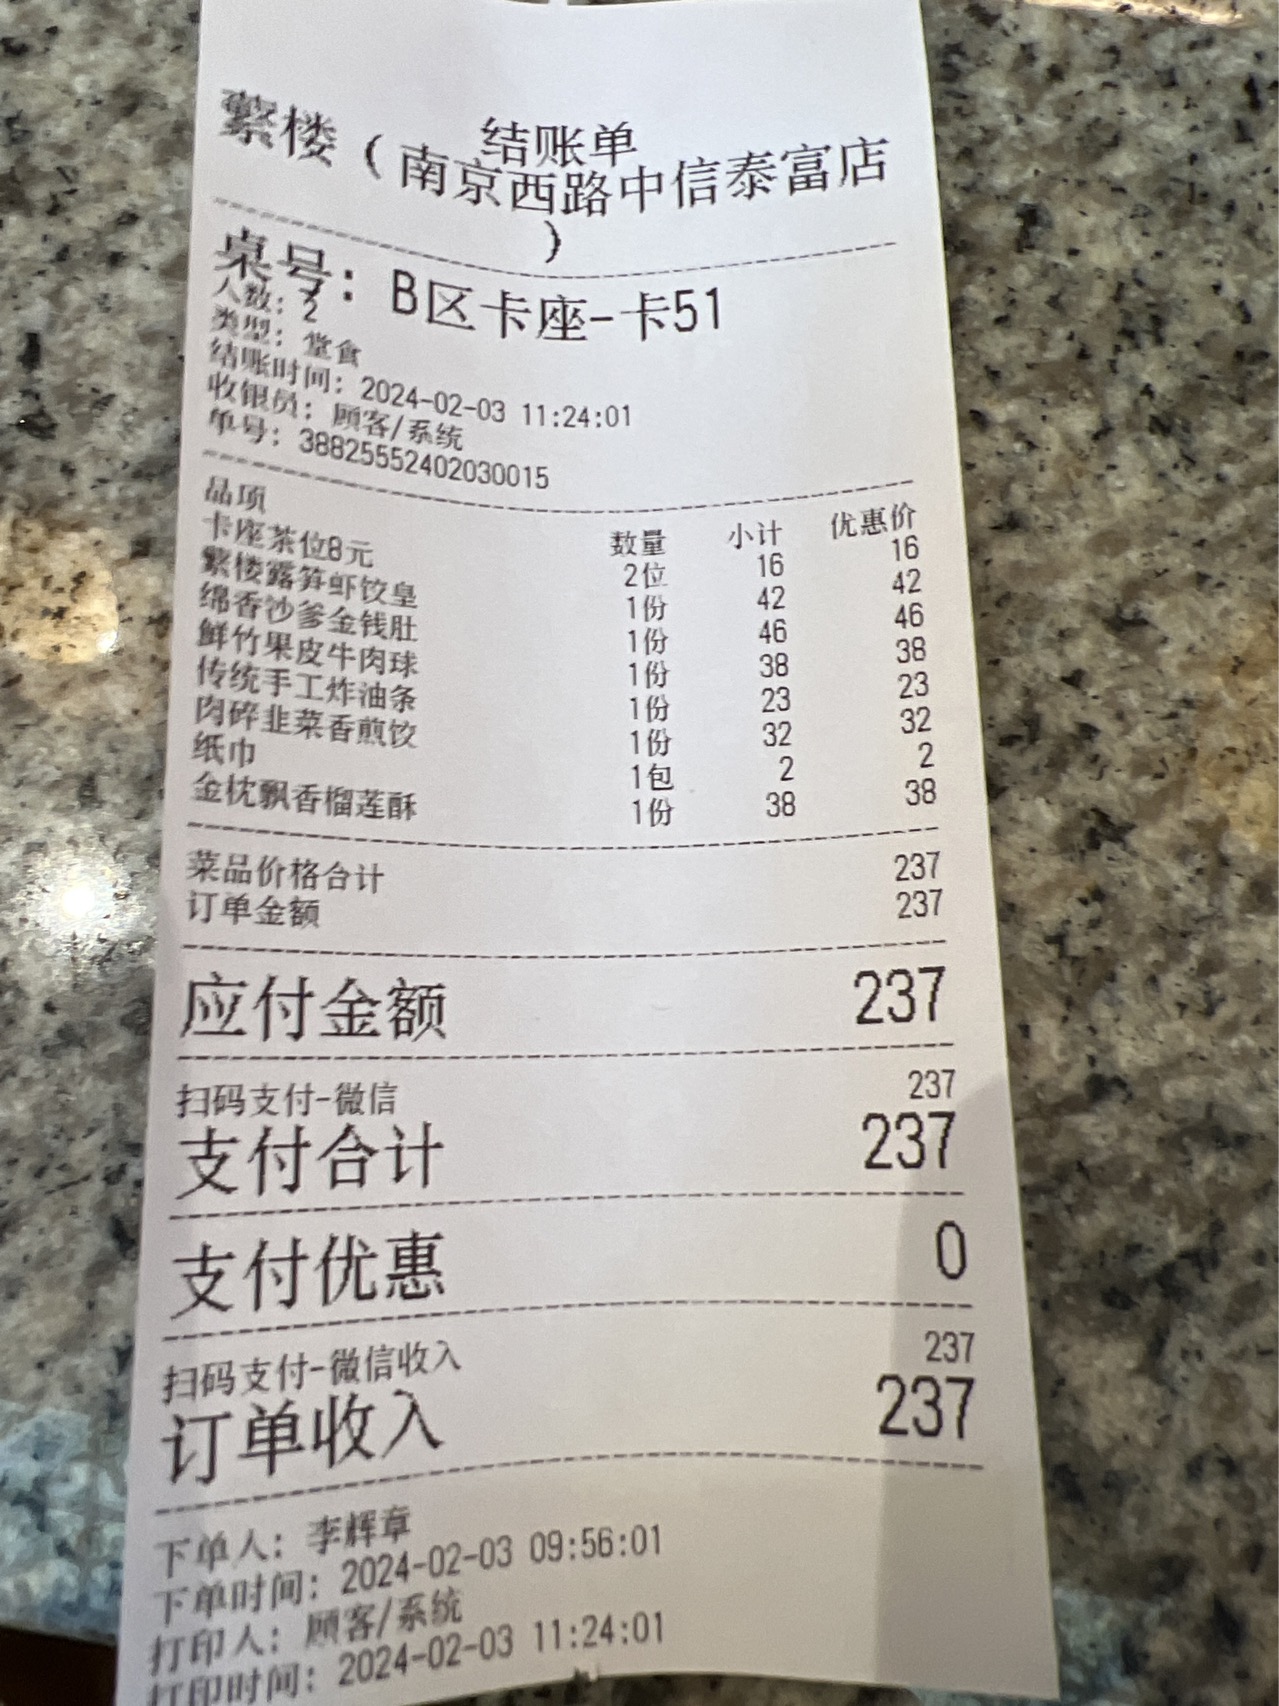 结账单
繁楼（南京西路中信泰富店
）
桌号：B区卡座-卡51
人数：2
类型：堂食
结账时间：2024-02-03 11:24:01
收银员：顾客/系统
单号：38825552402030015
品项 数量 小计 优惠价
卡座茶位8元 2位 16 16
繁楼露笋虾饺皇 1份 42 42
绵香沙爹金钱肚 1份 46 46
鲜竹果皮牛肉球 1份 38 38
传统手工炸油条 1份 23 23
肉碎韭菜香煎饺 1份 32 32
纸巾 1包 2 2
金枕飘香榴莲酥 1份 38 38
菜品价格合计 237
订单金额 237
应付金额 237
扫码支付-微信 237
支付合计 237
支付优惠 0
扫码支付-微信收入 237
订单收入 237
下单人：李辉章
下单时间：2024-02-03 09:56:01
打印人：顾客/系统
打印时间：2024-02-03 11:24:01